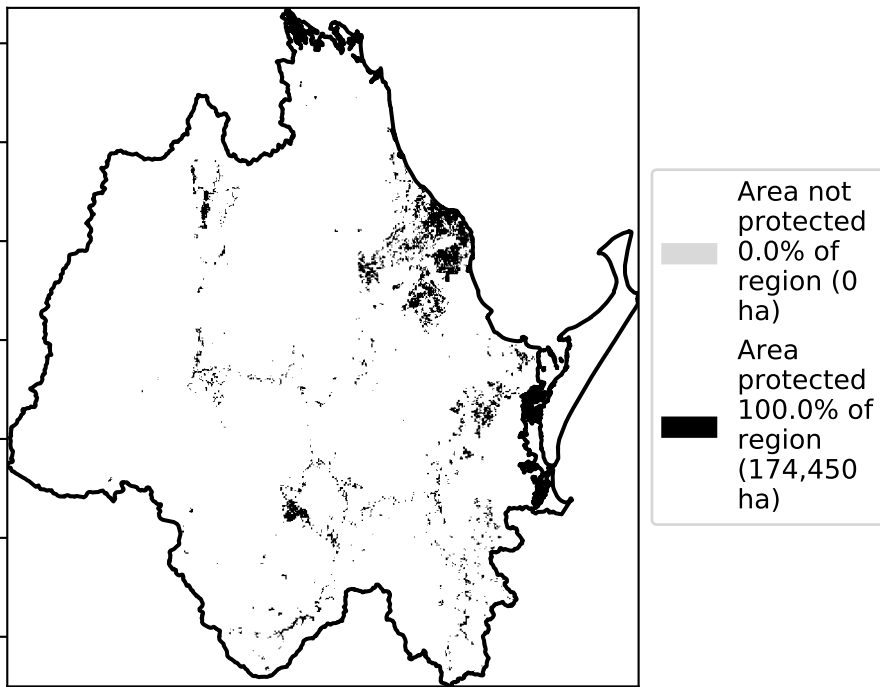 Area not
protected
0.0% of
region (0
ha)
Area
protected
100.0% of
region
(174,450
ha)